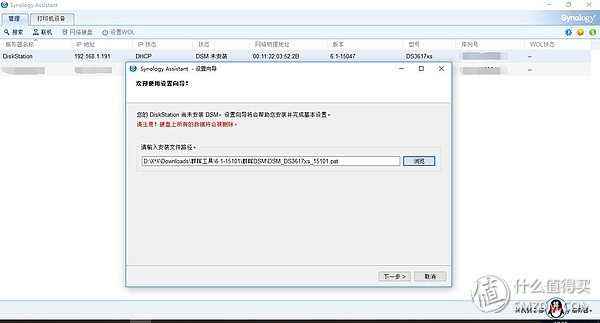 Synology Assistant
管理 打印机设备
Synology
搜索 联机 网络硬盘 设置WOL
服务器名称 IP 地址 IP 状态 状态 网络物理地址 版本 型号 序列号 WOL状态
DiskStation 192.168.1.191 DHCP DSM 未安装 00:11:32:03:52:2B 6.1-15047 DS3617xs --
--
Synology Assistant - 设置向导
欢迎使用设置向导！
您的 DiskStation 尚未安装 DSM。设置向导将会帮助您安装并完成基本设置。
请注意！硬盘上所有的数据将会被删除。
请输入安装文件路径。
D:\X*X\Downloads\群晖工具\6.1-15101\群晖DSM\DSM_DS3617xs_15101.pat
浏览
下一步 >
取消
值 什么值得买
SMZDM.COM